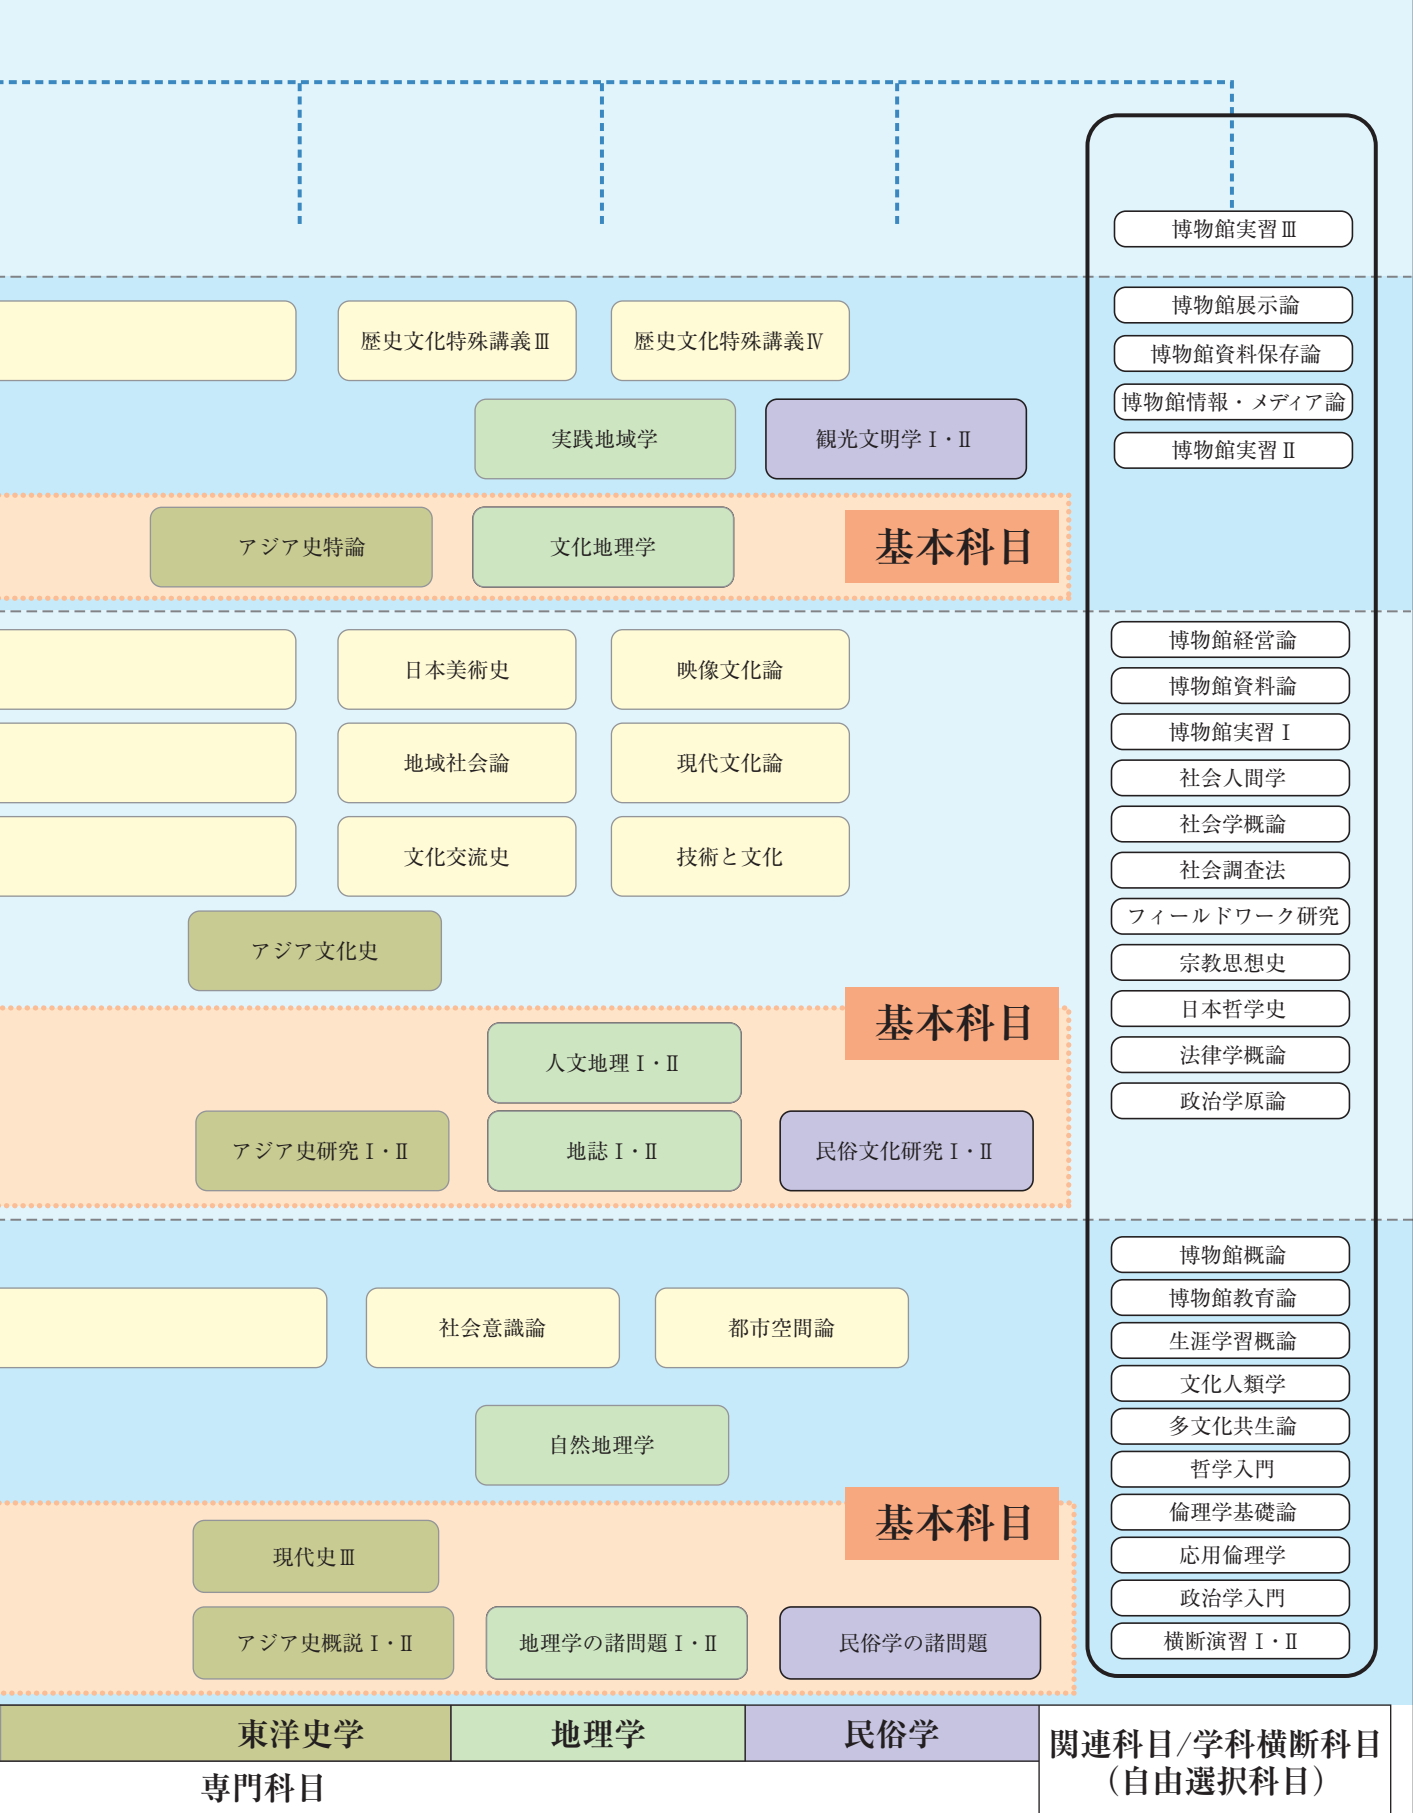 博物館実習Ⅲ
歴史文化特殊講義Ⅲ
歴史文化特殊講義Ⅳ
博物館展示論
博物館資料保存論
博物館情報・メディア論
博物館実習Ⅱ
実践地域学
観光文明学Ⅰ・Ⅱ
アジア史特論
文化地理学
基本科目
日本美術史
映像文化論
地域社会論
現代文化論
文化交流史
技術と文化
アジア文化史
博物館経営論
博物館資料論
博物館実習Ⅰ
社会人間学
社会学概論
社会調査法
フィールドワーク研究
宗教思想史
日本哲学史
法律学概論
政治学原論
基本科目
人文地理Ⅰ・Ⅱ
アジア史研究Ⅰ・Ⅱ
地誌Ⅰ・Ⅱ
民俗文化研究Ⅰ・Ⅱ
社会意識論
都市空間論
自然地理学
博物館概論
博物館教育論
生涯学習概論
文化人類学
多文化共生論
哲学入門
倫理学基礎論
応用倫理学
政治学入門
横断演習Ⅰ・Ⅱ
基本科目
現代史Ⅲ
アジア史概説Ⅰ・Ⅱ
地理学の諸問題Ⅰ・Ⅱ
民俗学の諸問題
東洋史学
地理学
民俗学
関連科目/学科横断科目
（自由選択科目）
専門科目